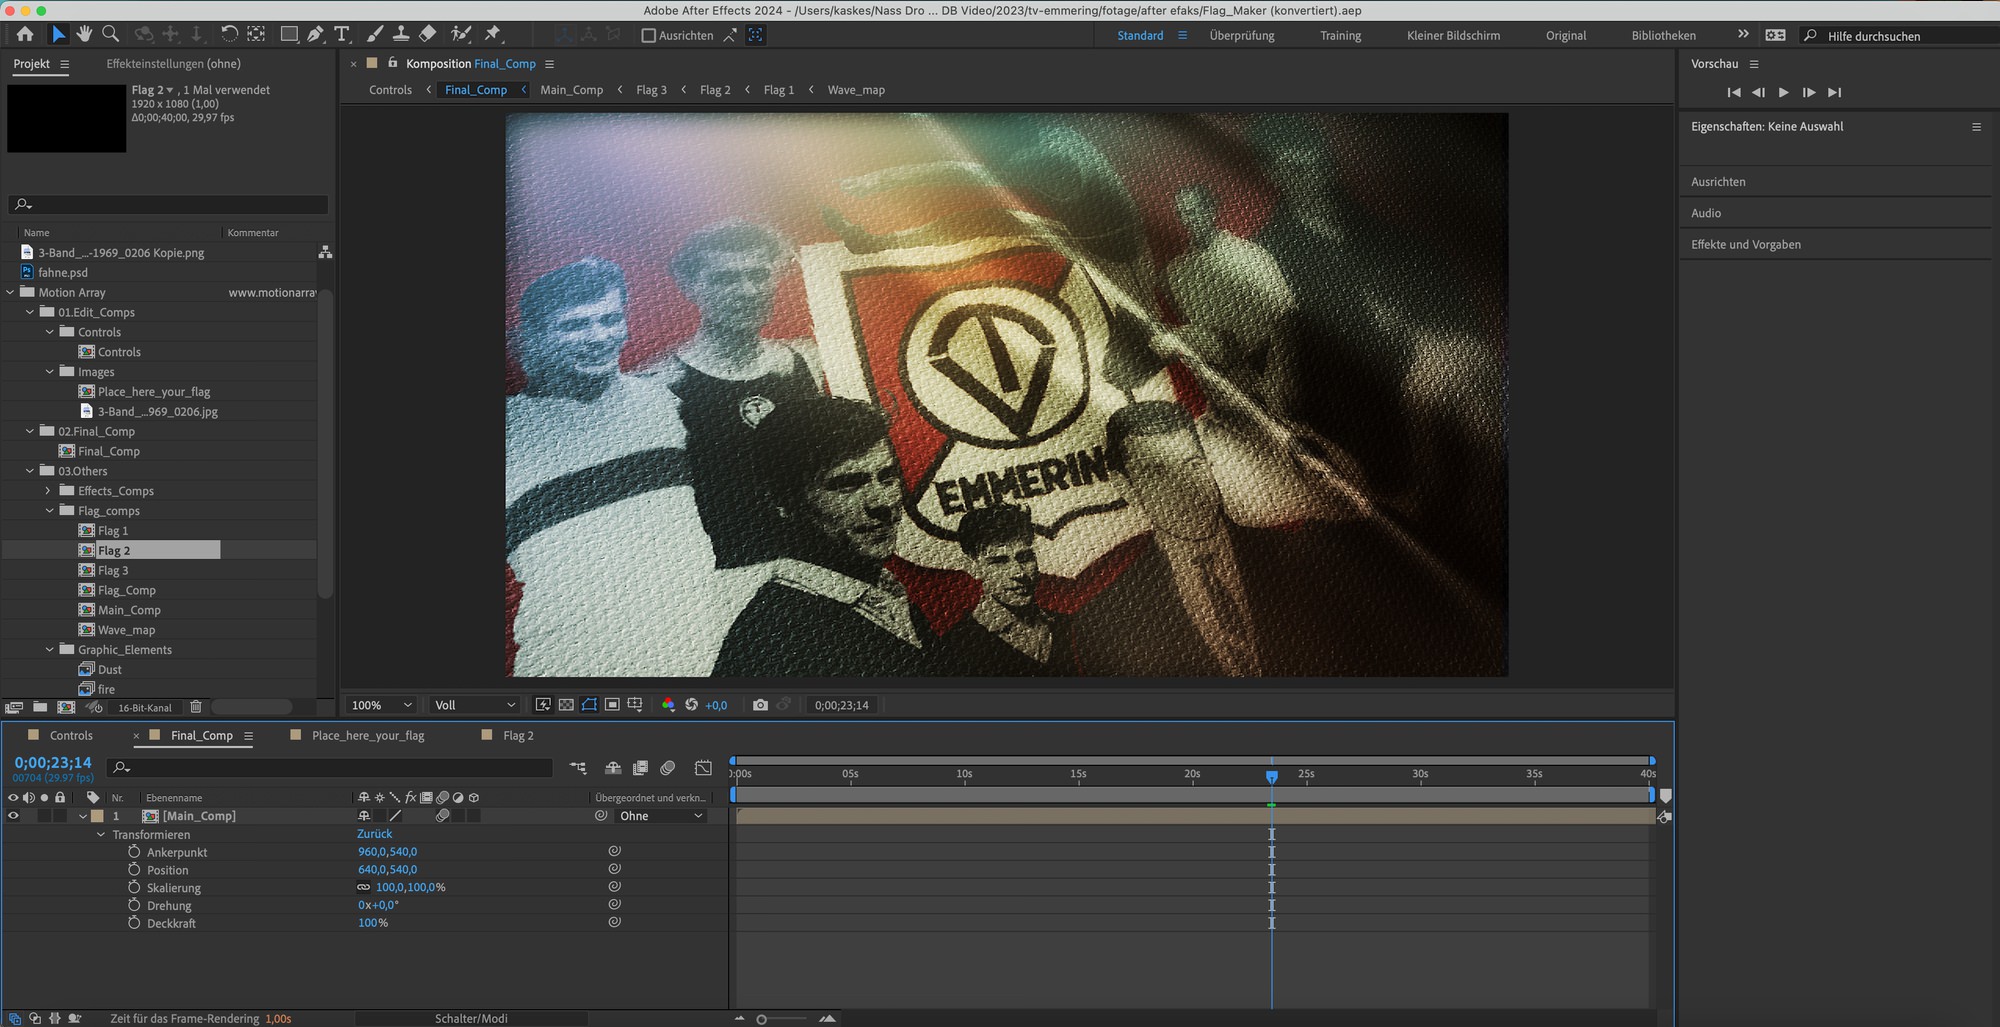 Adobe After Effects 2024 - /Users/kaskes/Nass Dro ... DB Video/2023/tv-emmering/fotage/after efaks/Flag_Maker (konvertiert).aep
Ausrichten
Standard
Überprüfung
Training
Kleiner Bildschirm
Original
Bibliotheken
Hilfe durchsuchen
Projekt
Effekteinstellungen (ohne)
Flag 2 , 1 Mal verwendet
1920 x 1080 (1,00)
Δ0;00;40;00, 29,97 fps
Name
Kommentar
3-Band_...-1969_0206 Kopie.png
fahne.psd
Motion Array
www.motionarra
01.Edit_Comps
Controls
Controls
Images
Place_here_your_flag
3-Band_...969_0206.jpg
02.Final_Comp
Final_Comp
03.Others
Effects_Comps
Flag_comps
Flag 1
Flag 2
Flag 3
Flag_Comp
Main_Comp
Wave_map
Graphic_Elements
Dust
fire
16-Bit-Kanal
Komposition Final_Comp
Controls
Final_Comp
Main_Comp
Flag 3
Flag 2
Flag 1
Wave_map
EMMERIN
100%
Voll
+0,0
0;00;23;14
Vorschau
Eigenschaften: Keine Auswahl
Ausrichten
Audio
Effekte und Vorgaben
Controls
Final_Comp
Place_here_your_flag
Flag 2
0;00;23;14
00704 (29.97 fps)
Nr.
Ebenenname
Übergeordnet und verkn...
1
[Main_Comp]
Ohne
Transformieren
Zurück
Ankerpunkt
960,0,540,0
Position
640,0,540,0
Skalierung
100,0,100,0%
Drehung
0x+0,0°
Deckkraft
100%
:00s
05s
10s
15s
20s
25s
30s
35s
40s
Zeit für das Frame-Rendering 1,00s
Schalter/Modi